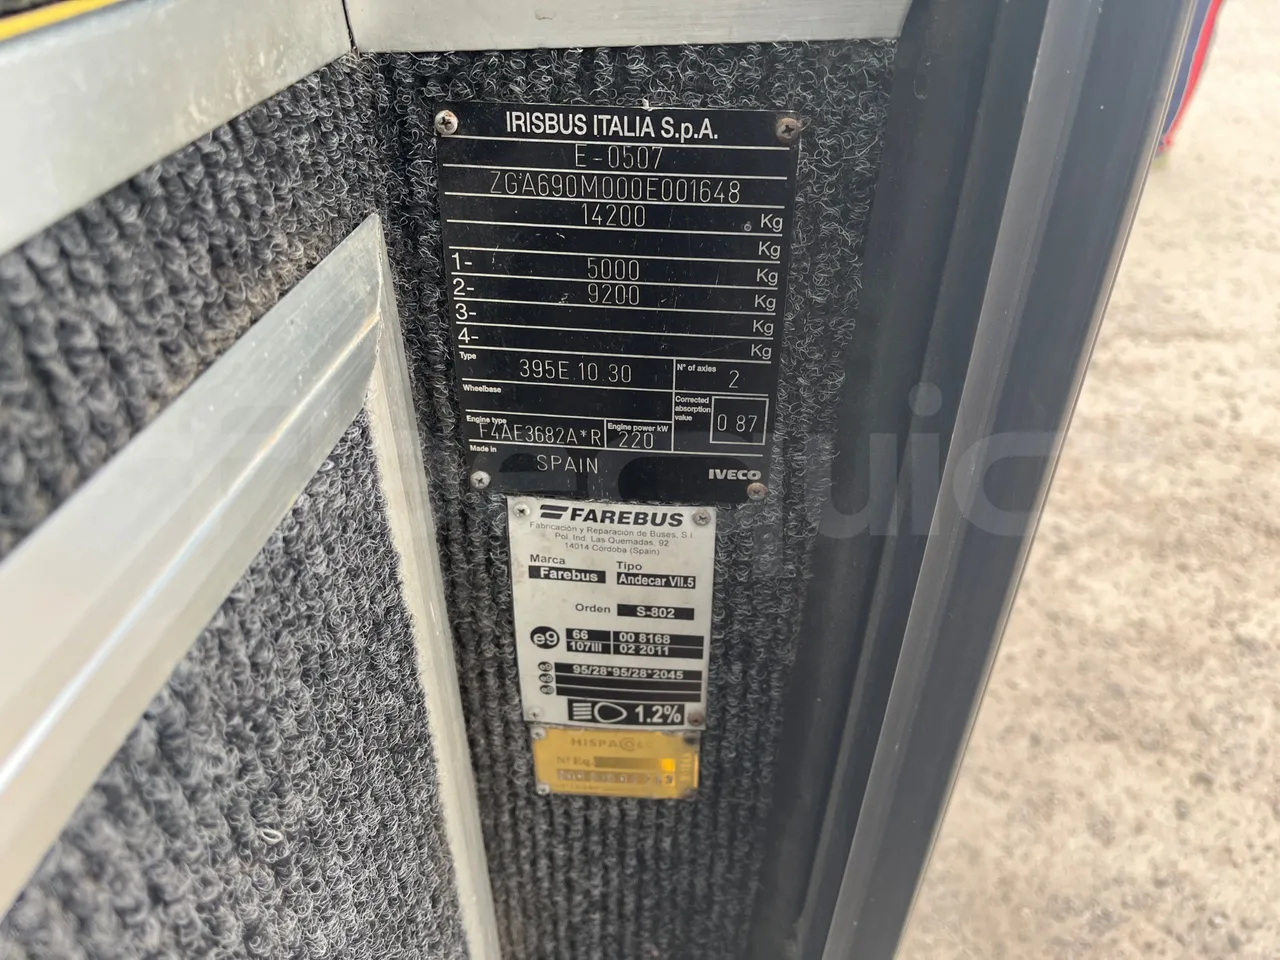 IRISBUS ITALIA S.p.A.
E-0507
ZGA690M000E001648
14200 Kg
Kg
1- 5000 Kg
2- 9200 Kg
3- Kg
4- Kg
Type 395E.10.30 N° of axles 2
Wheelbase Corrected absorption value 0.87
Engine type F4AE3682A*R Engine power kW 220
Made in SPAIN IVECO
FAREBUS
Fabricación y Reparación de Buses, S.l.
Pol. Ind. Las Quemadas, 92
14014 Córdoba (Spain)
Marca Tipo
Farebus Andecar VII.5
Orden S-802
e9 66 00 8168
107III 02 2011
e9 95/28*95/28*2045
e9
e9
1.2%
HISPACOLD